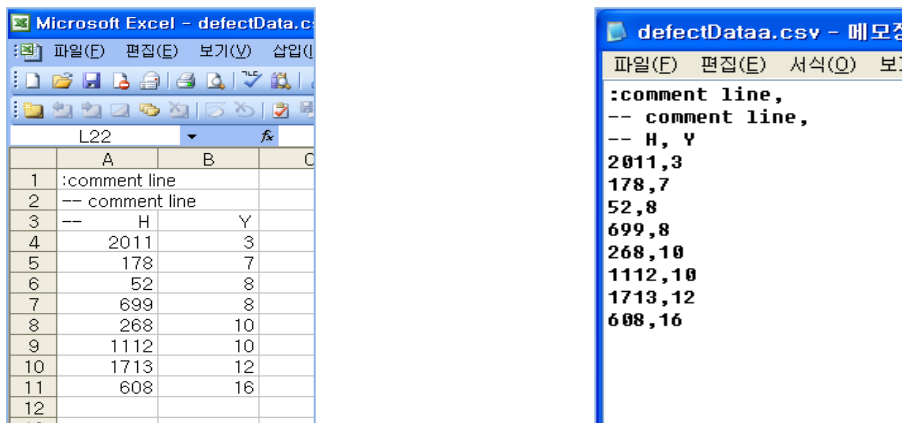 Microsoft Excel - defectData.c
파일(F) 편집(E) 보기(V) 삽입(I
L22 fx
A B C
1 :comment line
2 -- comment line
3 -- H Y
4 2011 3
5 178 7
6 52 8
7 699 8
8 268 10
9 1112 10
10 1713 12
11 608 16
12
defectDataa.csv - 메모장
파일(F) 편집(E) 서식(O) 보기
:comment line,
-- comment line,
-- H, Y
2011,3
178,7
52,8
699,8
268,10
1112,10
1713,12
608,16